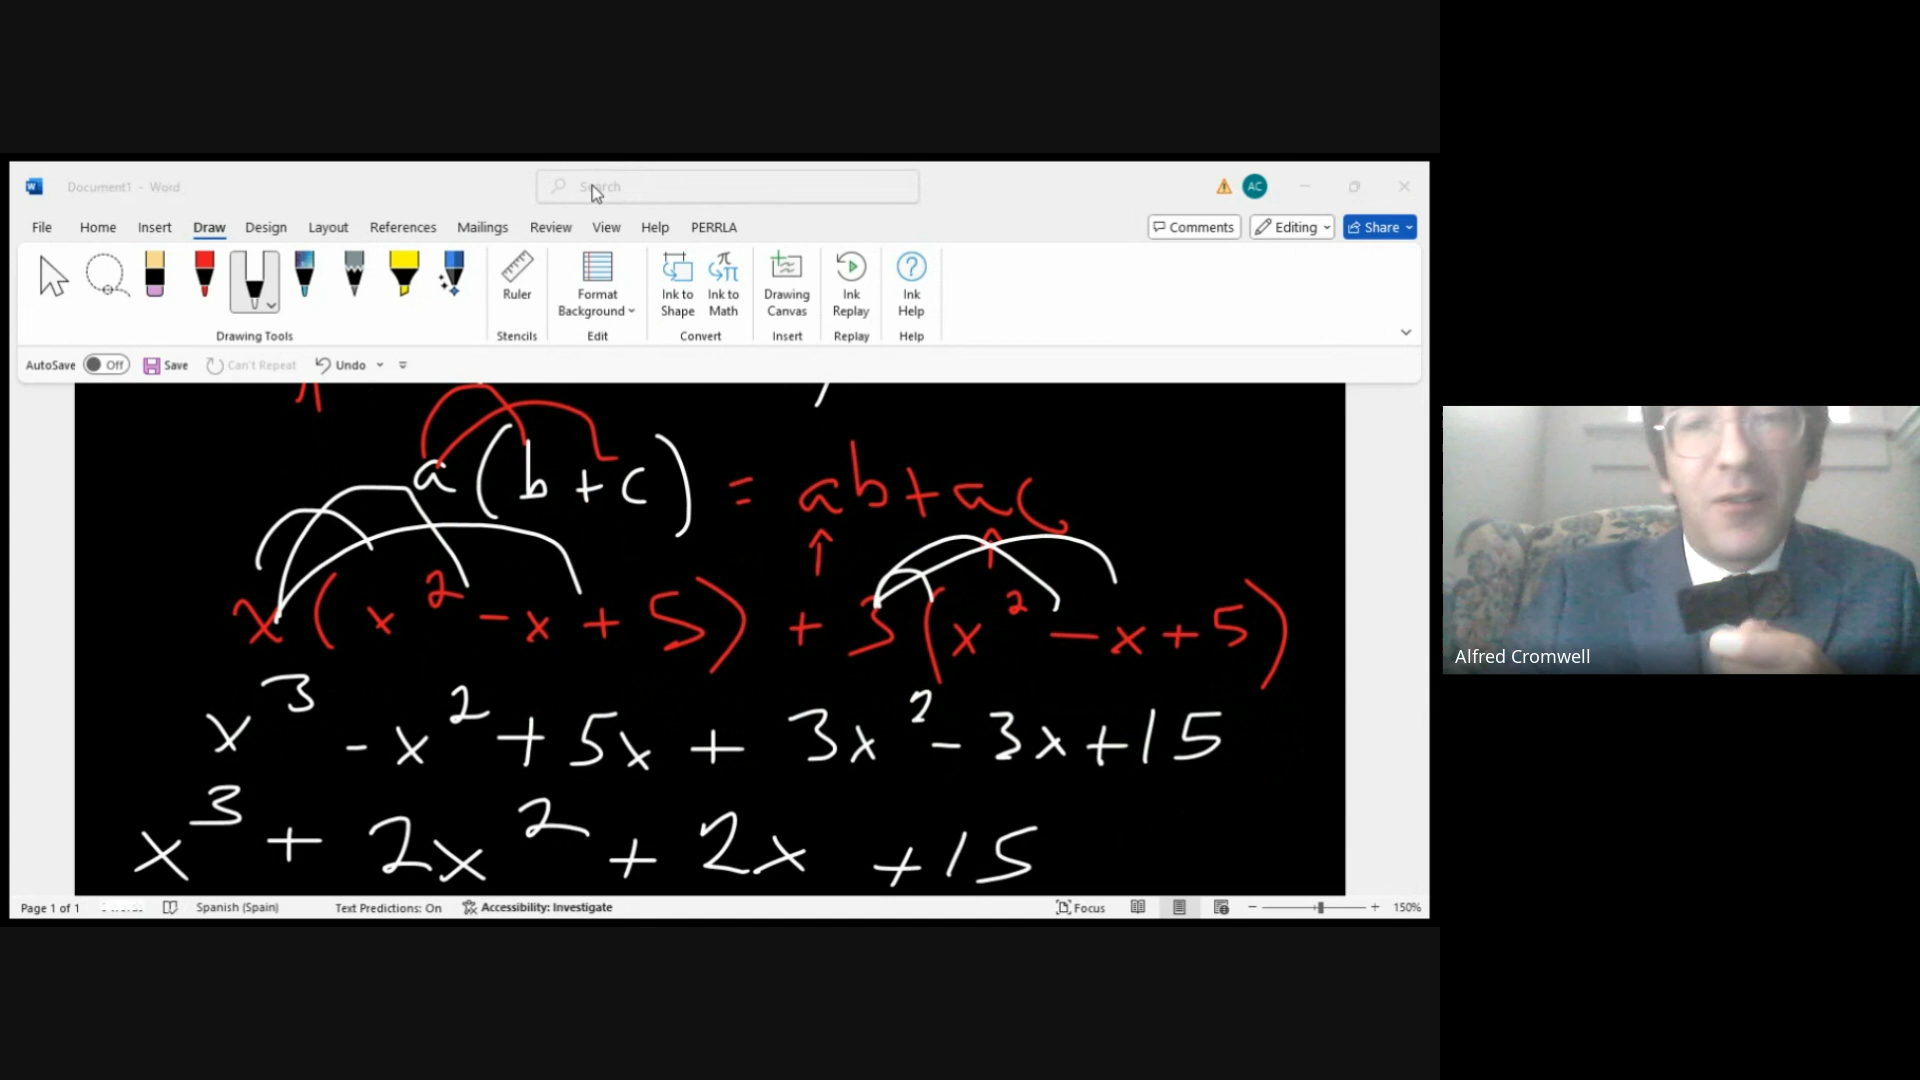 Document1 - Word
Search
AC
File Home Insert Draw Design Layout References Mailings Review View Help PERRLA
Comments Editing Share
Ruler
Format Background
Ink to Shape
Ink to Math
Drawing Canvas
Ink Replay
Ink Help
Drawing Tools Stencils Edit Convert Insert Replay Help
AutoSave Off Save Can't Repeat Undo
a(b+c) = ab+ac
x(x² -x+5) + 3(x² -x+5)
x³ -x²+5x + 3x²-3x+15
x³ + 2x² + 2x +15
Alfred Cromwell
Page 1 of 1 Spanish (Spain) Text Predictions: On Accessibility: Investigate Focus 150%